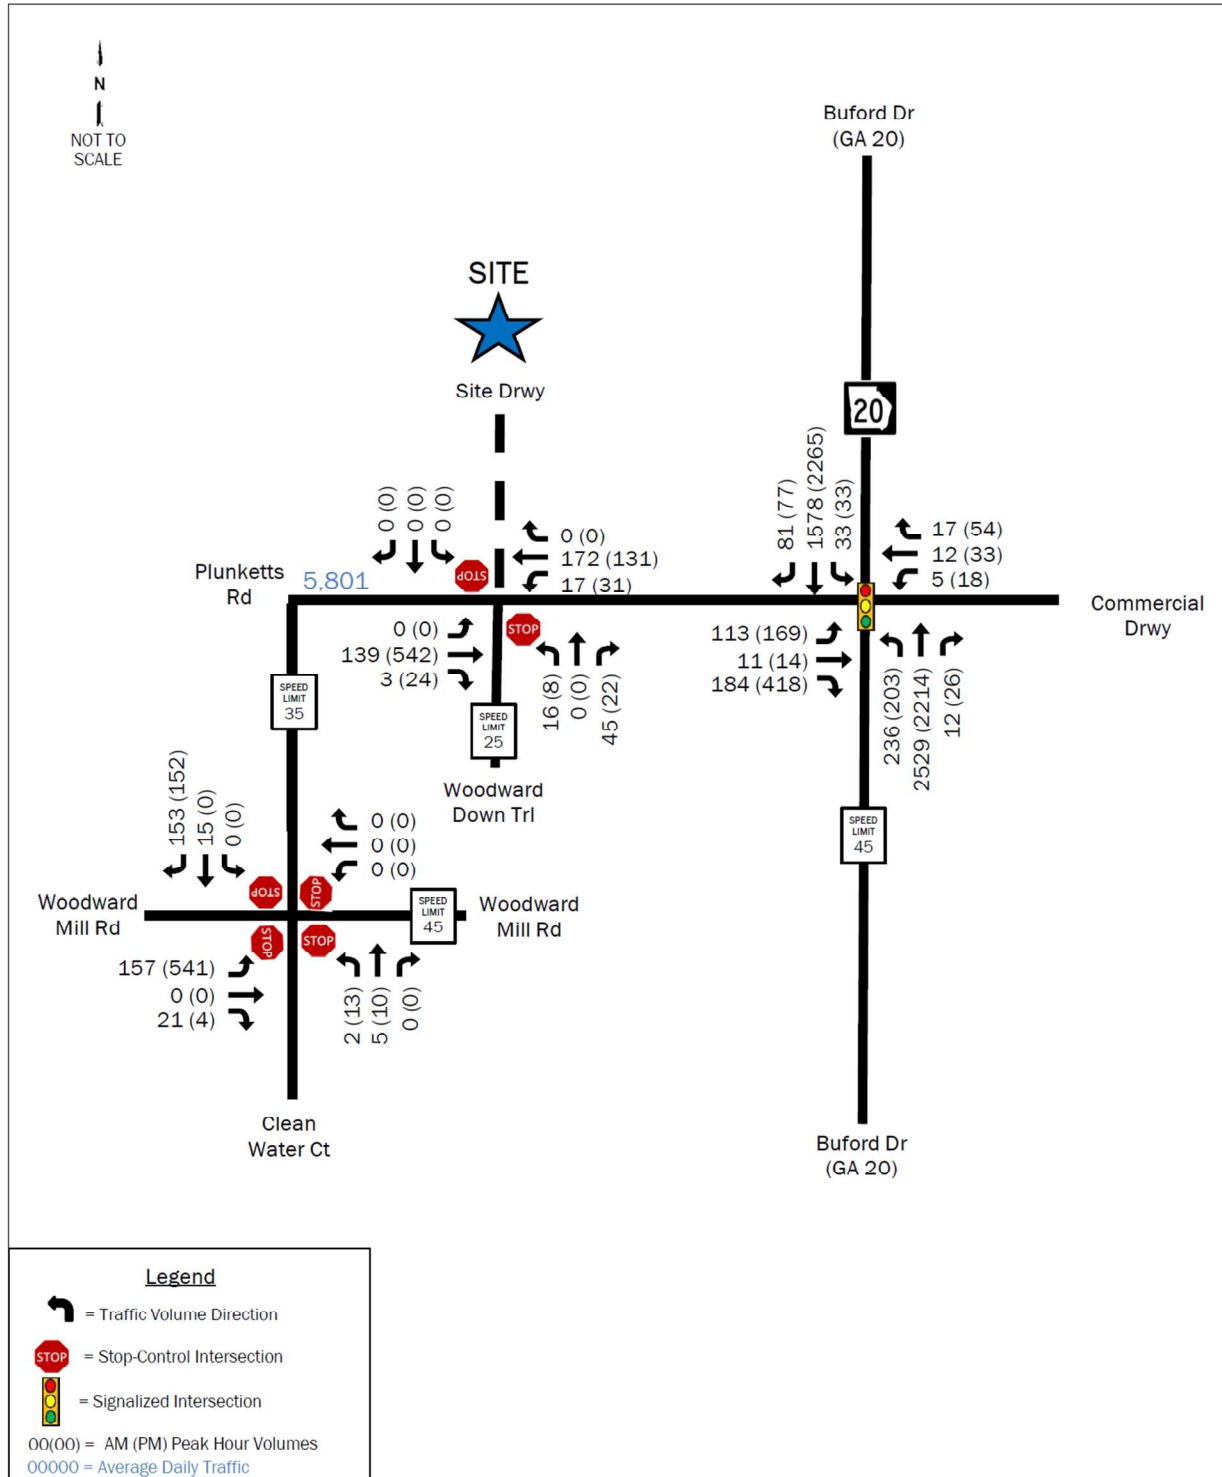 N
NOT TO
SCALE
Buford Dr
(GA 20)
SITE
Site Drwy
20
0 (0)
0 (0)
0 (0)
0 (0)
172 (131)
17 (31)
81 (77)
1578 (2265)
33 (33)
17 (54)
12 (33)
5 (18)
Plunketts
Rd
5,801
STOP
Commercial
Drwy
0 (0)
139 (542)
3 (24)
STOP
16 (8)
0 (0)
45 (22)
113 (169)
11 (14)
184 (418)
236 (203)
2529 (2214)
12 (26)
SPEED
LIMIT
35
SPEED
LIMIT
25
Woodward
Down Trl
153 (152)
15 (0)
0 (0)
0 (0)
0 (0)
0 (0)
SPEED
LIMIT
45
STOP
STOP
Woodward
Mill Rd
SPEED
LIMIT
45
Woodward
Mill Rd
STOP
STOP
157 (541)
0 (0)
21 (4)
2 (13)
5 (10)
0 (0)
Clean
Water Ct
Buford Dr
(GA 20)
Legend
= Traffic Volume Direction
STOP = Stop-Control Intersection
= Signalized Intersection
00(00) = AM (PM) Peak Hour Volumes
00000 = Average Daily Traffic